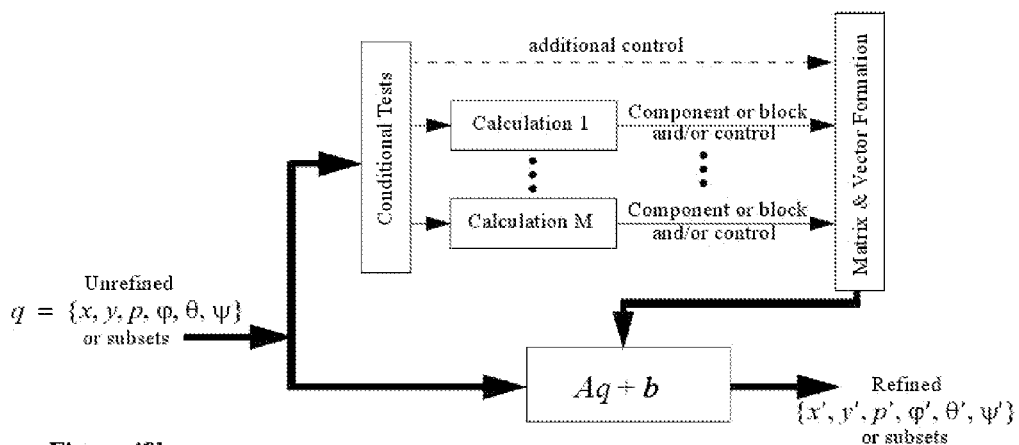 additional control
Conditional Tests
Calculation 1
Component or block
and/or control
Matrix & Vector Formation
Calculation M
Component or block
and/or control
Unrefined
q = {x, y, p, φ, θ, ψ}
or subsets
Aq + b
Refined
{x', y', p', φ', θ', ψ'}
or subsets